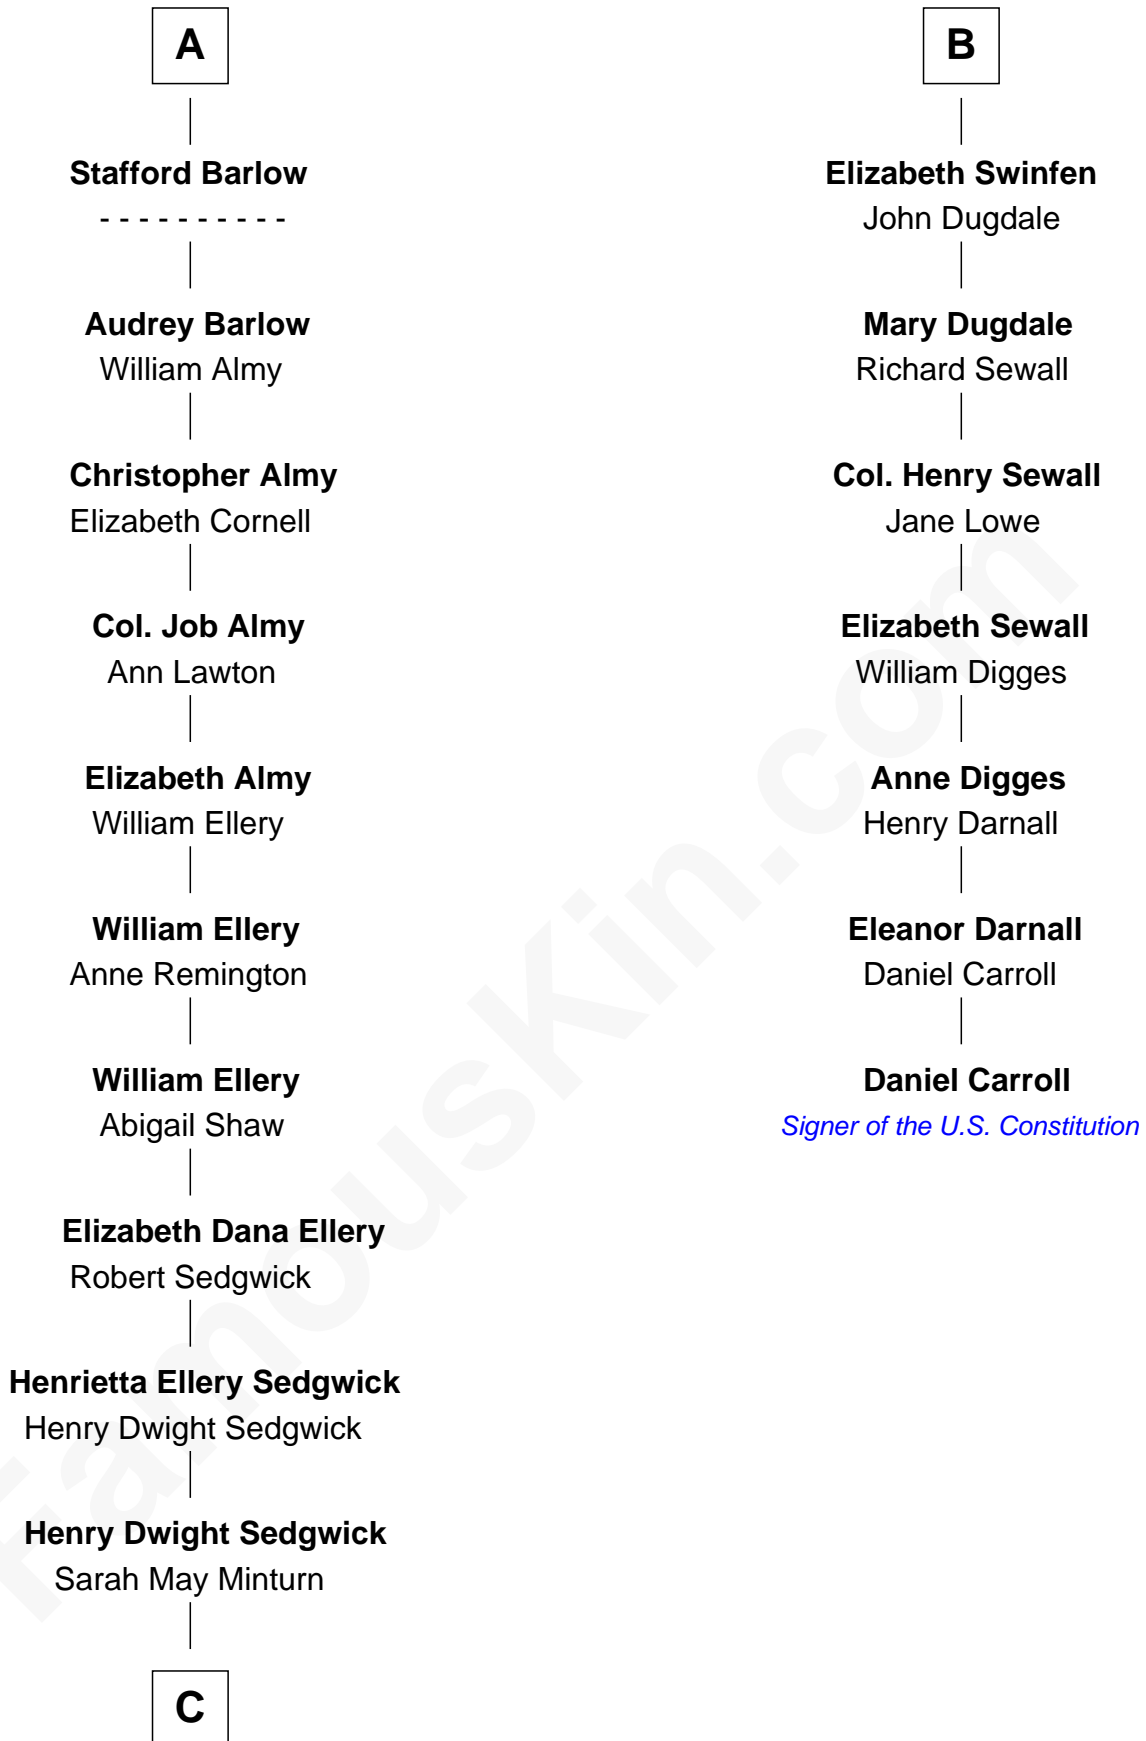 A
Stafford Barlow
- - - - - - - - - -
Audrey Barlow
William Almy
Christopher Almy
Elizabeth Cornell
Col. Job Almy
Ann Lawton
Elizabeth Almy
William Ellery
William Ellery
Anne Remington
William Ellery
Abigail Shaw
Elizabeth Dana Ellery
Robert Sedgwick
Henrietta Ellery Sedgwick
Henry Dwight Sedgwick
Henry Dwight Sedgwick
Sarah May Minturn
C
B
Elizabeth Swinfen
John Dugdale
Mary Dugdale
Richard Sewall
Col. Henry Sewall
Jane Lowe
Elizabeth Sewall
William Digges
Anne Digges
Henry Darnall
Eleanor Darnall
Daniel Carroll
Daniel Carroll
Signer of the U.S. Constitution
FamousKin.com